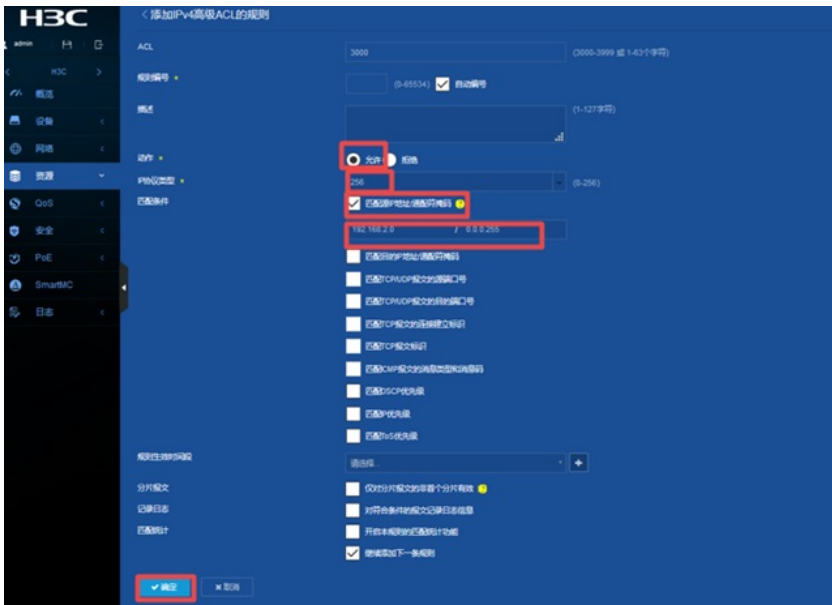 H3C
< 添加IPv4高级ACL的规则
admin
ACL
3000
(3000-3999 或 1-63个字符)
< H3C >
规则编号 *
(0-65534)
自动编号
概览
描述
(1-127字符)
设备
网络
动作 *
允许
拒绝
资源
IP协议类型 *
256
(0-256)
QoS
匹配条件
匹配源IP地址/通配符掩码
安全
192.168.2.0 / 0.0.0.255
PoE
匹配目的IP地址/通配符掩码
SmartMC
匹配TCP/UDP报文的源端口号
日志
匹配TCP/UDP报文的目的端口号
匹配TCP报文的连接建立标识
匹配TCP报文标识
匹配ICMP报文的消息类型和消息码
匹配DSCP优先级
匹配IP优先级
匹配ToS优先级
规则生效时间段
请选择...
+
分片报文
仅对分片报文的非首个分片有效
记录日志
对符合条件的报文记录日志信息
匹配统计
开启本规则的匹配统计功能
继续添加下一条规则
确定
取消